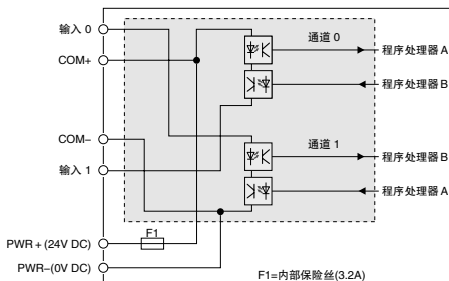 输入 0
通道 0
COM+
程序处理器 A
程序处理器 B
COM−
通道 1
程序处理器 B
输入 1
程序处理器 A
F1
PWR + (24V DC)
PWR−(0V DC)
F1=内部保险丝(3.2A)